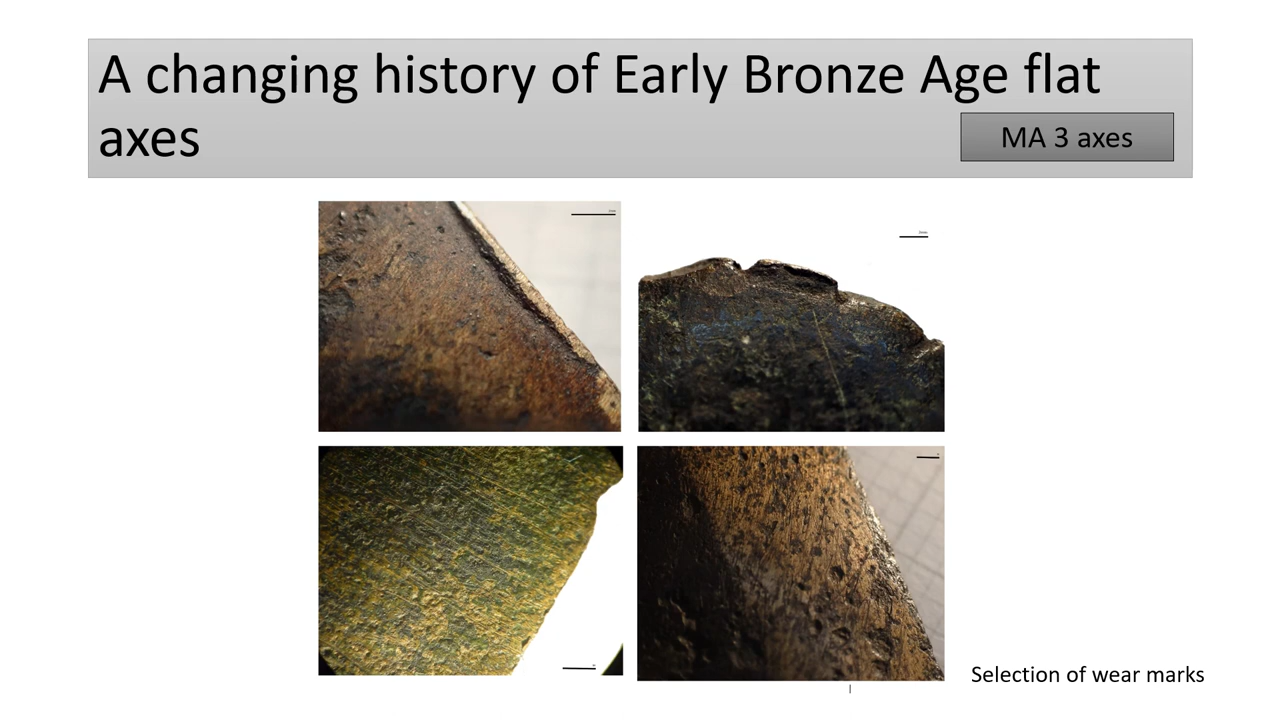 A changing history of Early Bronze Age flat
axes
MA 3 axes
Selection of wear marks